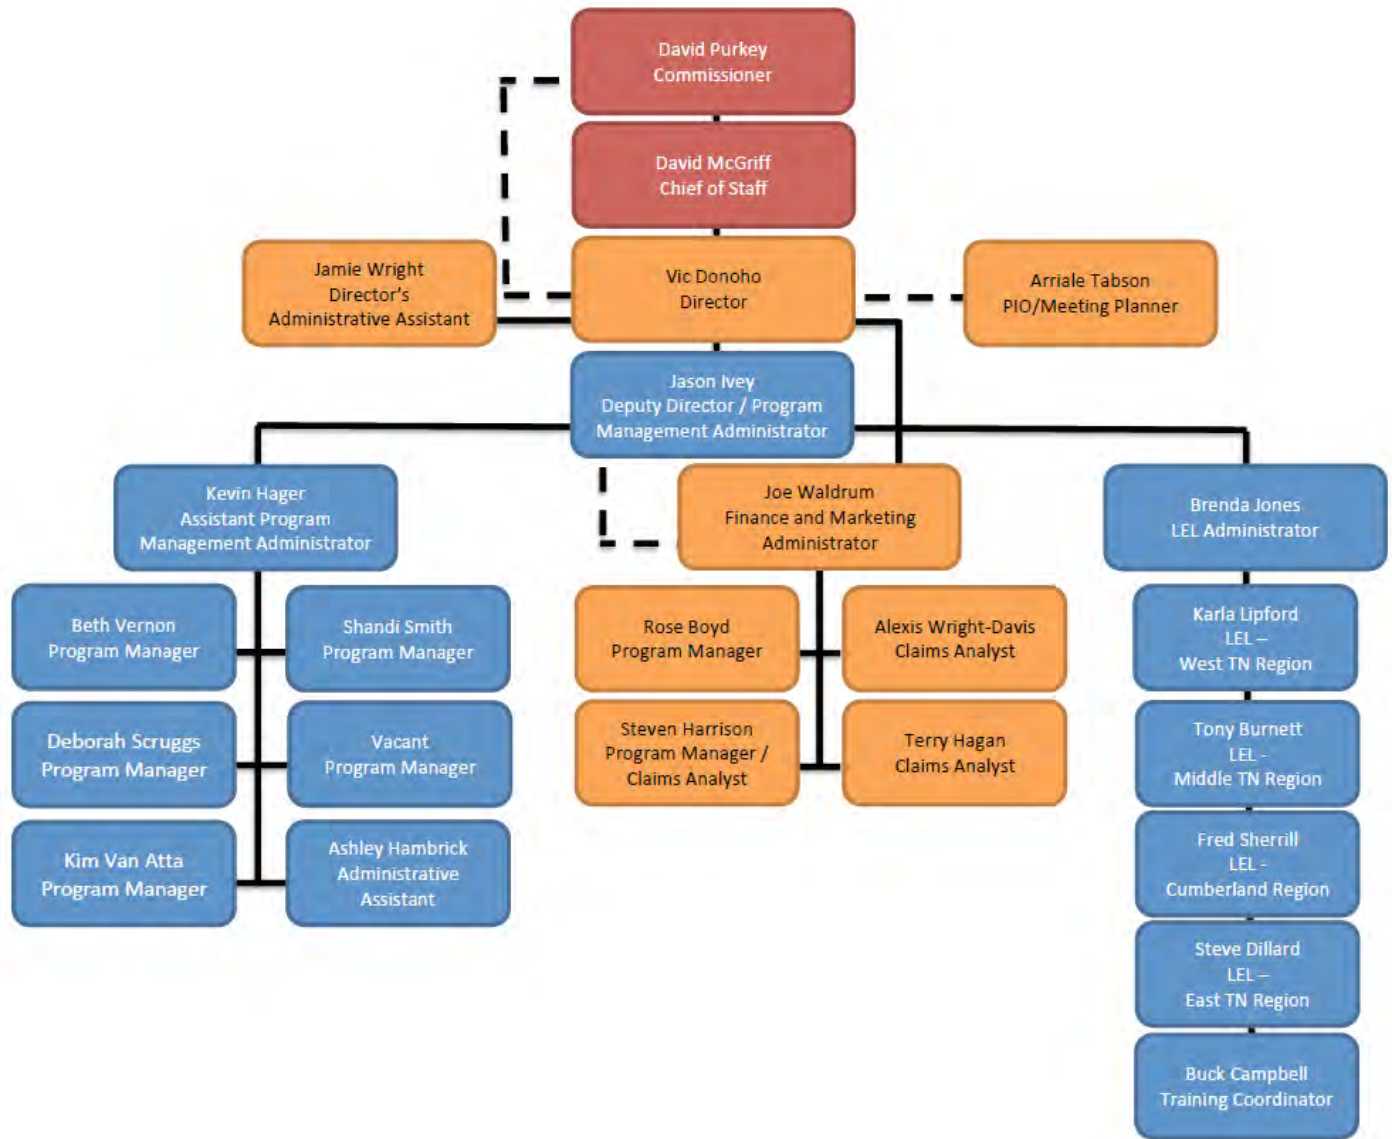 David Purkey
Commissioner
David McGriff
Chief of Staff
Jamie Wright
Director's
Administrative Assistant
Vic Donoho
Director
Arriale Tabson
PIO/Meeting Planner
Jason Ivey
Deputy Director / Program
Management Administrator
Kevin Hager
Assistant Program
Management Administrator
Joe Waldrum
Finance and Marketing
Administrator
Brenda Jones
LEL Administrator
Beth Vernon
Program Manager
Shandi Smith
Program Manager
Rose Boyd
Program Manager
Alexis Wright-Davis
Claims Analyst
Karla Lipford
LEL –
West TN Region
Deborah Scruggs
Program Manager
Vacant
Program Manager
Steven Harrison
Program Manager /
Claims Analyst
Terry Hagan
Claims Analyst
Tony Burnett
LEL -
Middle TN Region
Kim Van Atta
Program Manager
Ashley Hambrick
Administrative
Assistant
Fred Sherrill
LEL -
Cumberland Region
Steve Dillard
LEL –
East TN Region
Buck Campbell
Training Coordinator